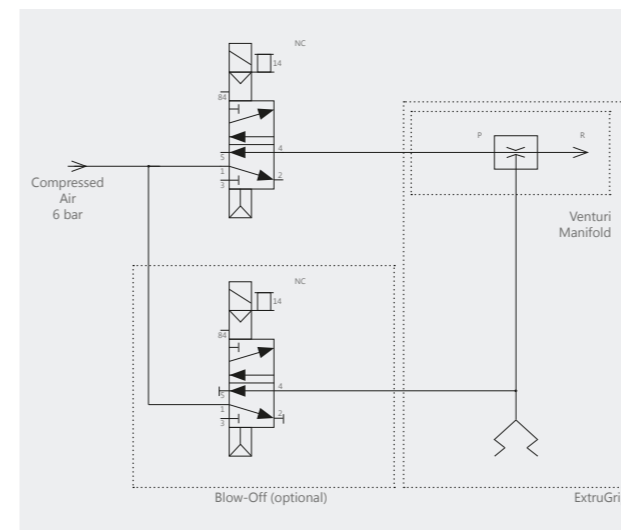 NC
14
84
5
4
1
2
3
P
R
Compressed
Air
6 bar
Venturi
Manifold
NC
14
84
5
4
1
2
3
Blow-Off (optional)
ExtruGri